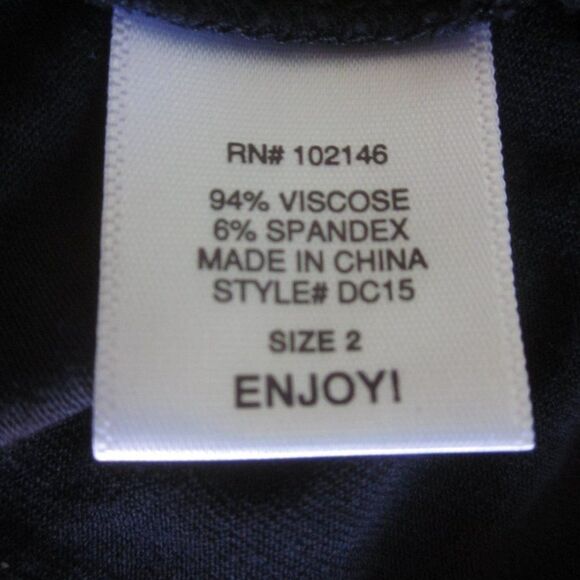 RN# 102146
94% VISCOSE
6% SPANDEX
MADE IN CHINA
STYLE# DC15
SIZE 2
ENJOY!